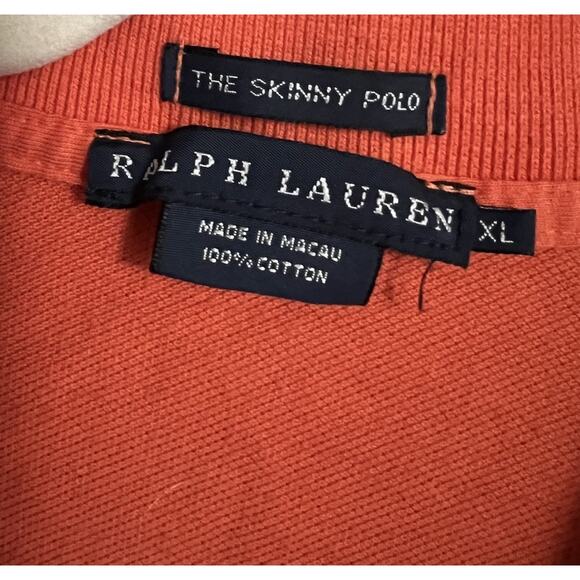 THE SKINNY POLO
RALPH LAUREN
XL
MADE IN MACAU
100% COTTON